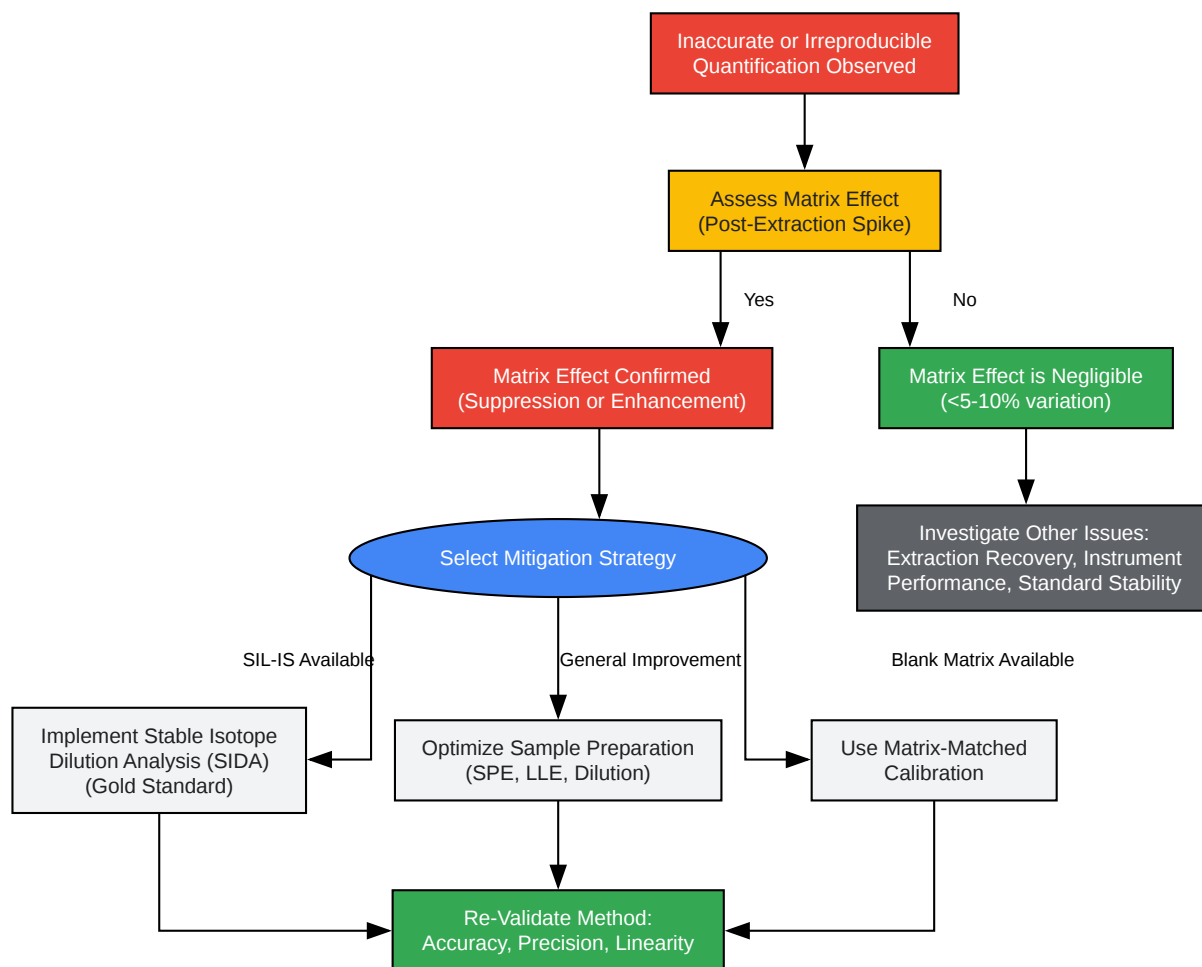 Inaccurate or Irreproducible
Quantification Observed
Assess Matrix Effect
(Post-Extraction Spike)
Yes
No
Matrix Effect Confirmed
(Suppression or Enhancement)
Matrix Effect is Negligible
(<5-10% variation)
Select Mitigation Strategy
Investigate Other Issues:
Extraction Recovery, Instrument
Performance, Standard Stability
SIL-IS Available
General Improvement
Blank Matrix Available
Implement Stable Isotope
Dilution Analysis (SIDA)
(Gold Standard)
Optimize Sample Preparation
(SPE, LLE, Dilution)
Use Matrix-Matched
Calibration
Re-Validate Method:
Accuracy, Precision, Linearity